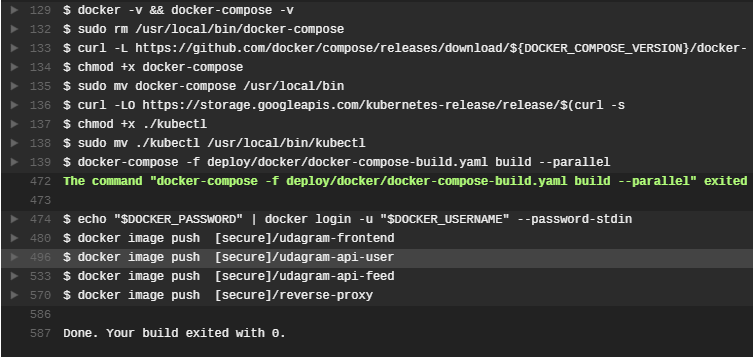 129 $ docker -v && docker-compose -v
132 $ sudo rm /usr/local/bin/docker-compose
133 $ curl -L https://github.com/docker/compose/releases/download/${DOCKER_COMPOSE_VERSION}/docker-
134 $ chmod +x docker-compose
135 $ sudo mv docker-compose /usr/local/bin
136 $ curl -LO https://storage.googleapis.com/kubernetes-release/release/$(curl -s
137 $ chmod +x ./kubectl
138 $ sudo mv ./kubectl /usr/local/bin/kubectl
139 $ docker-compose -f deploy/docker/docker-compose-build.yaml build --parallel
472 The command "docker-compose -f deploy/docker/docker-compose-build.yaml build --parallel" exited
473
474 $ echo "$DOCKER_PASSWORD" | docker login -u "$DOCKER_USERNAME" --password-stdin
480 $ docker image push  [secure]/udagram-frontend
496 $ docker image push  [secure]/udagram-api-user
533 $ docker image push  [secure]/udagram-api-feed
570 $ docker image push  [secure]/reverse-proxy
586
587 Done. Your build exited with 0.